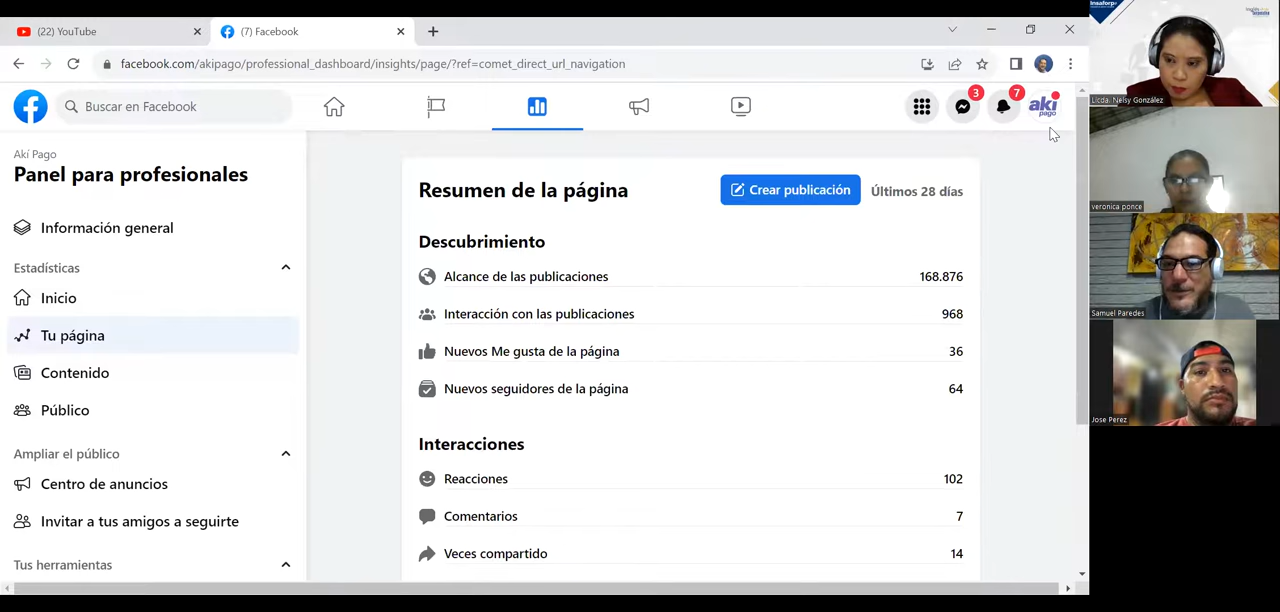 (22) YouTube
(7) Facebook
facebook.com/akipago/professional_dashboard/insights/page/?ref=comet_direct_url_navigation
Buscar en Facebook
3
7
akí
pago
Akí Pago
Panel para profesionales
Información general
Estadísticas
Inicio
Tu página
Contenido
Público
Ampliar el público
Centro de anuncios
Invitar a tus amigos a seguirte
Tus herramientas
Resumen de la página
Crear publicación
Últimos 28 días
Descubrimiento
Alcance de las publicaciones 168.876
Interacción con las publicaciones 968
Nuevos Me gusta de la página 36
Nuevos seguidores de la página 64
Interacciones
Reacciones 102
Comentarios 7
Veces compartido 14
Insaforp
Licda. Nelsy González
veronica ponce
Samuel Paredes
Jose Perez